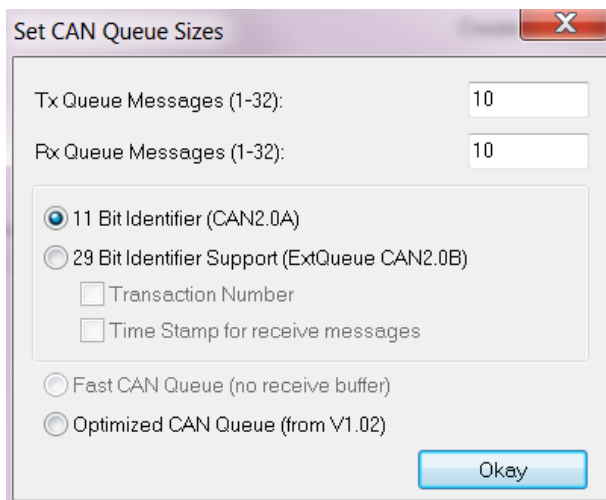 Set CAN Queue Sizes
Tx Queue Messages (1-32): 10
Rx Queue Messages (1-32): 10
11 Bit Identifier (CAN2.0A)
29 Bit Identifier Support (ExtQueue CAN2.0B)
Transaction Number
Time Stamp for receive messages
Fast CAN Queue (no receive buffer)
Optimized CAN Queue (from V1.02)
Okay